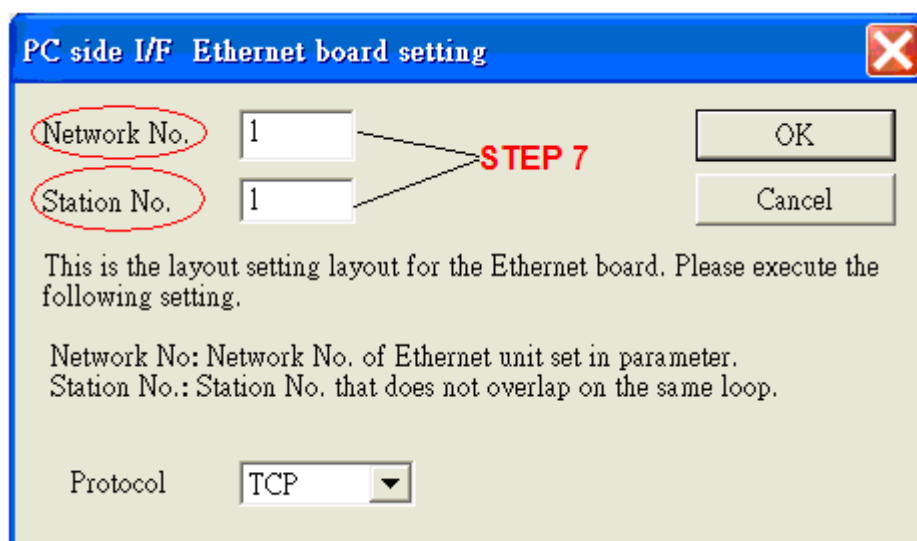 PC side I/F Ethernet board setting
Network No. 1
STEP 7
OK
Station No. 1
Cancel
This is the layout setting layout for the Ethernet board. Please execute the
following setting.
Network No: Network No. of Ethernet unit set in parameter.
Station No.: Station No. that does not overlap on the same loop.
Protocol TCP